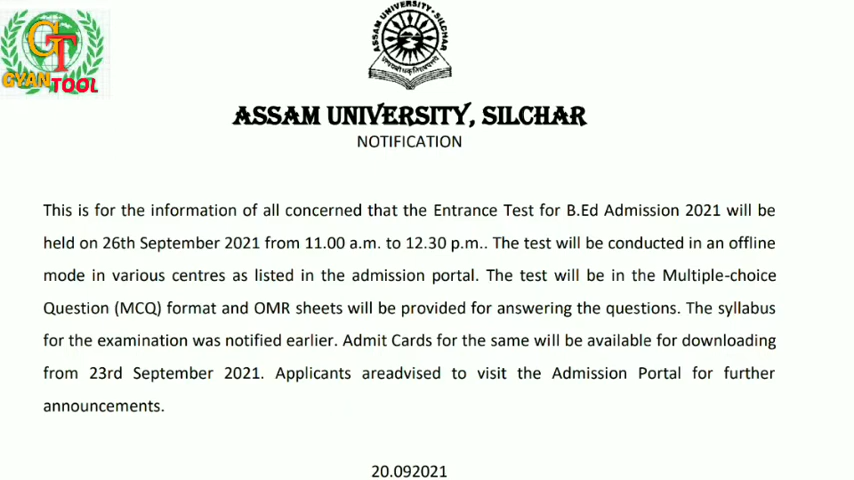 GT
GYAN TOOL
ASSAM UNIVERSITY, SILCHAR
ASSAM UNIVERSITY, SILCHAR
NOTIFICATION
This is for the information of all concerned that the Entrance Test for B.Ed Admission 2021 will be
held on 26th September 2021 from 11.00 a.m. to 12.30 p.m.. The test will be conducted in an offline
mode in various centres as listed in the admission portal. The test will be in the Multiple-choice
Question (MCQ) format and OMR sheets will be provided for answering the questions. The syllabus
for the examination was notified earlier. Admit Cards for the same will be available for downloading
from 23rd September 2021. Applicants areadvised to visit the Admission Portal for further
announcements.
20.092021